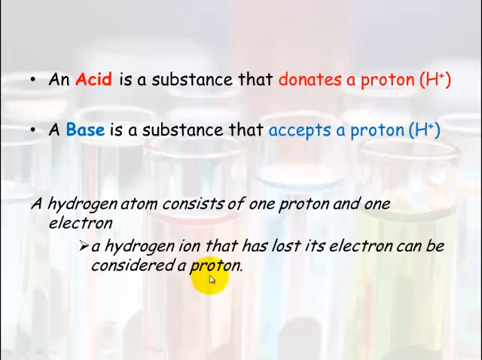 • An Acid is a substance that donates a proton (H⁺)
• A Base is a substance that accepts a proton (H⁺)
A hydrogen atom consists of one proton and one
electron
➢a hydrogen ion that has lost its electron can be
considered a proton.